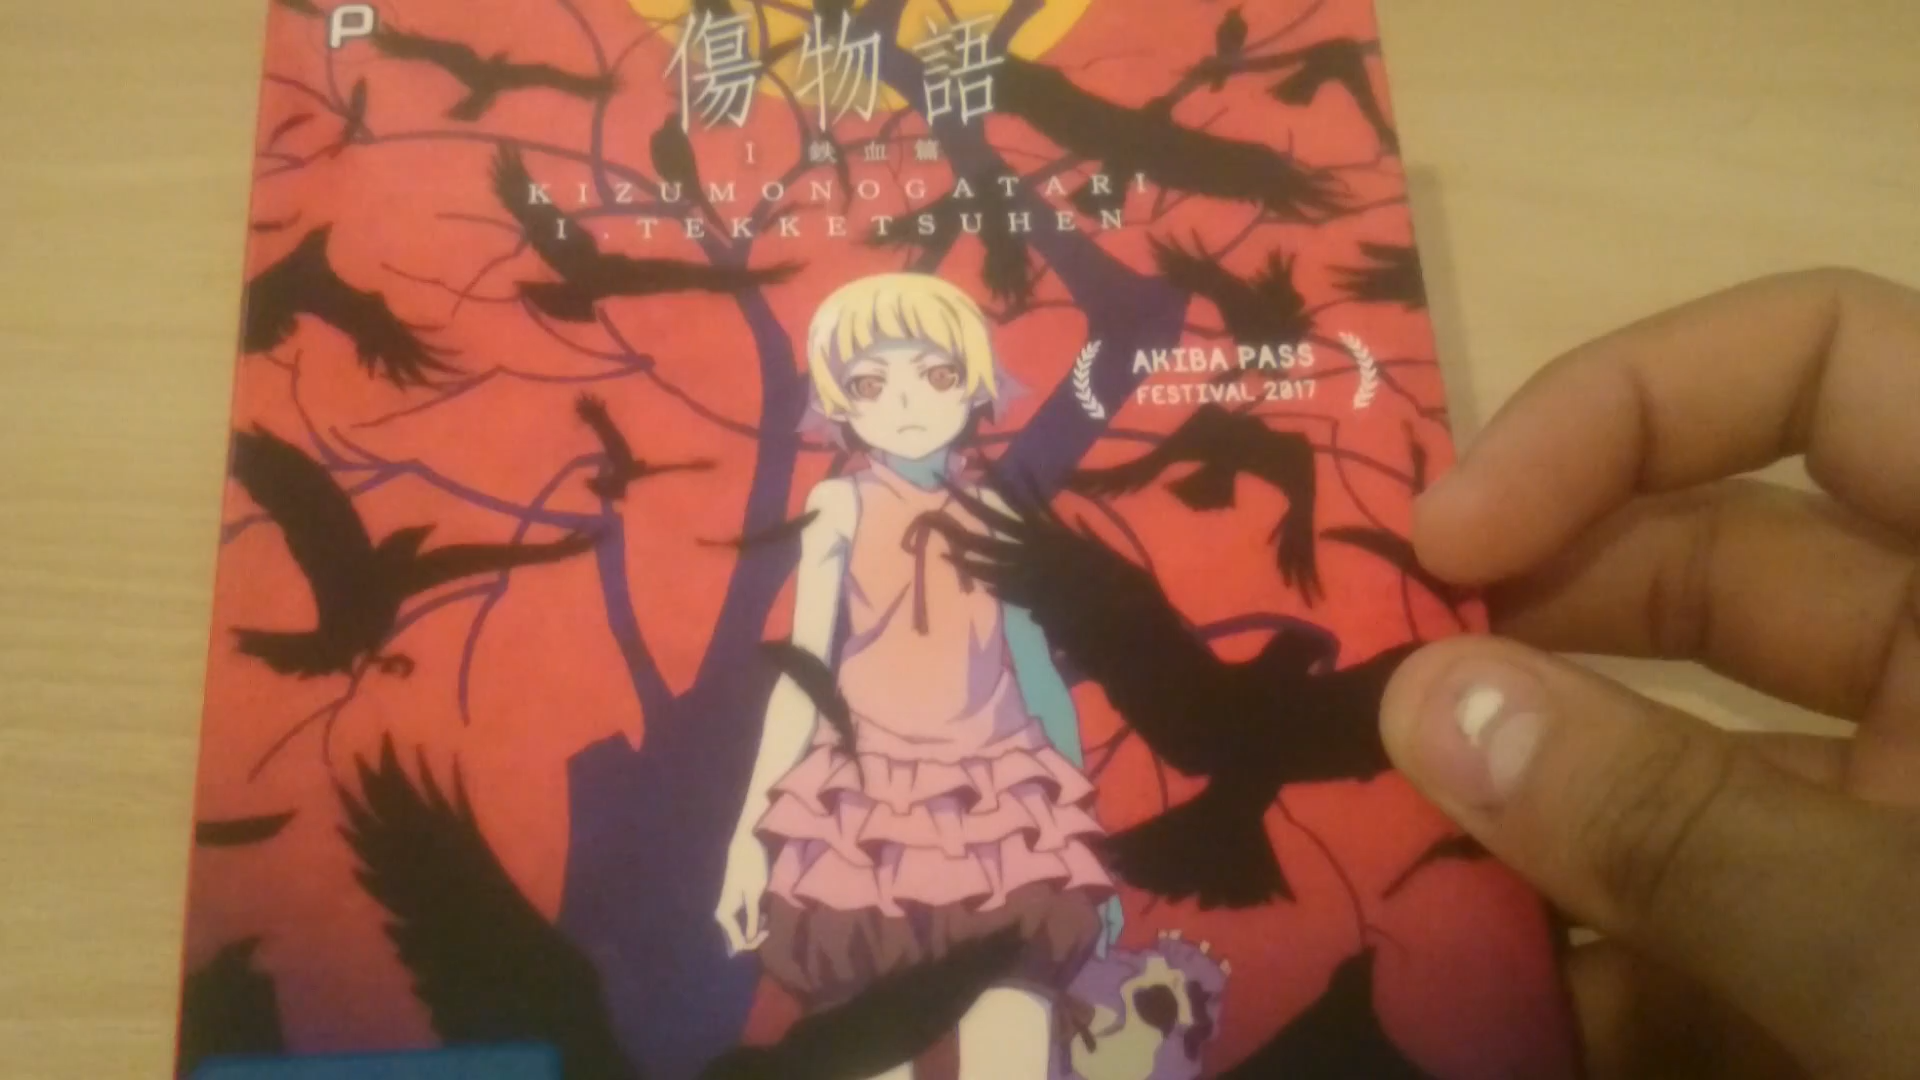 P
傷物語
I 鉄血篇
KIZUMONOGATARI
I.TEKKETSUHEN
AKIBA PASS
FESTIVAL 2017